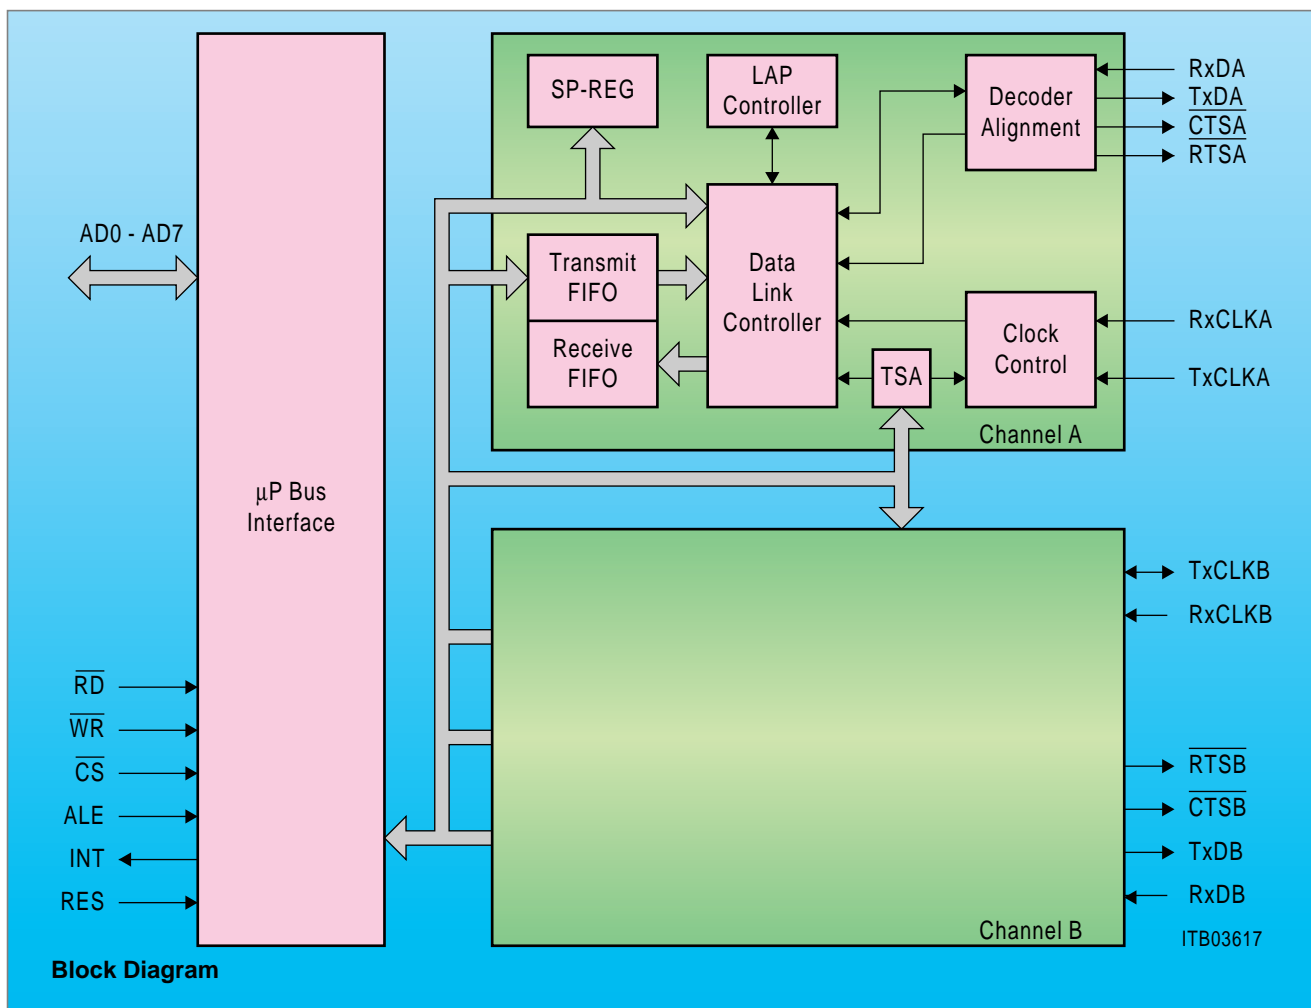 SP-REG
LAP
Controller
Decoder
Alignment
RxDA
TxDA
CTSA
RTSA
AD0 - AD7
Transmit
FIFO
Receive
FIFO
Data
Link
Controller
TSA
Clock
Control
RxCLKA
TxCLKA
Channel A
µP Bus
Interface
TxCLKB
RxCLKB
RD
WR
CS
ALE
INT
RES
RTSB
CTSB
TxDB
RxDB
Channel B
ITB03617
Block Diagram